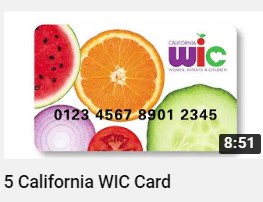 CALIFORNIA
wic
WOMEN, INFANTS & CHILDREN
0123 4567 8901 2345
8:51
5 California WIC Card